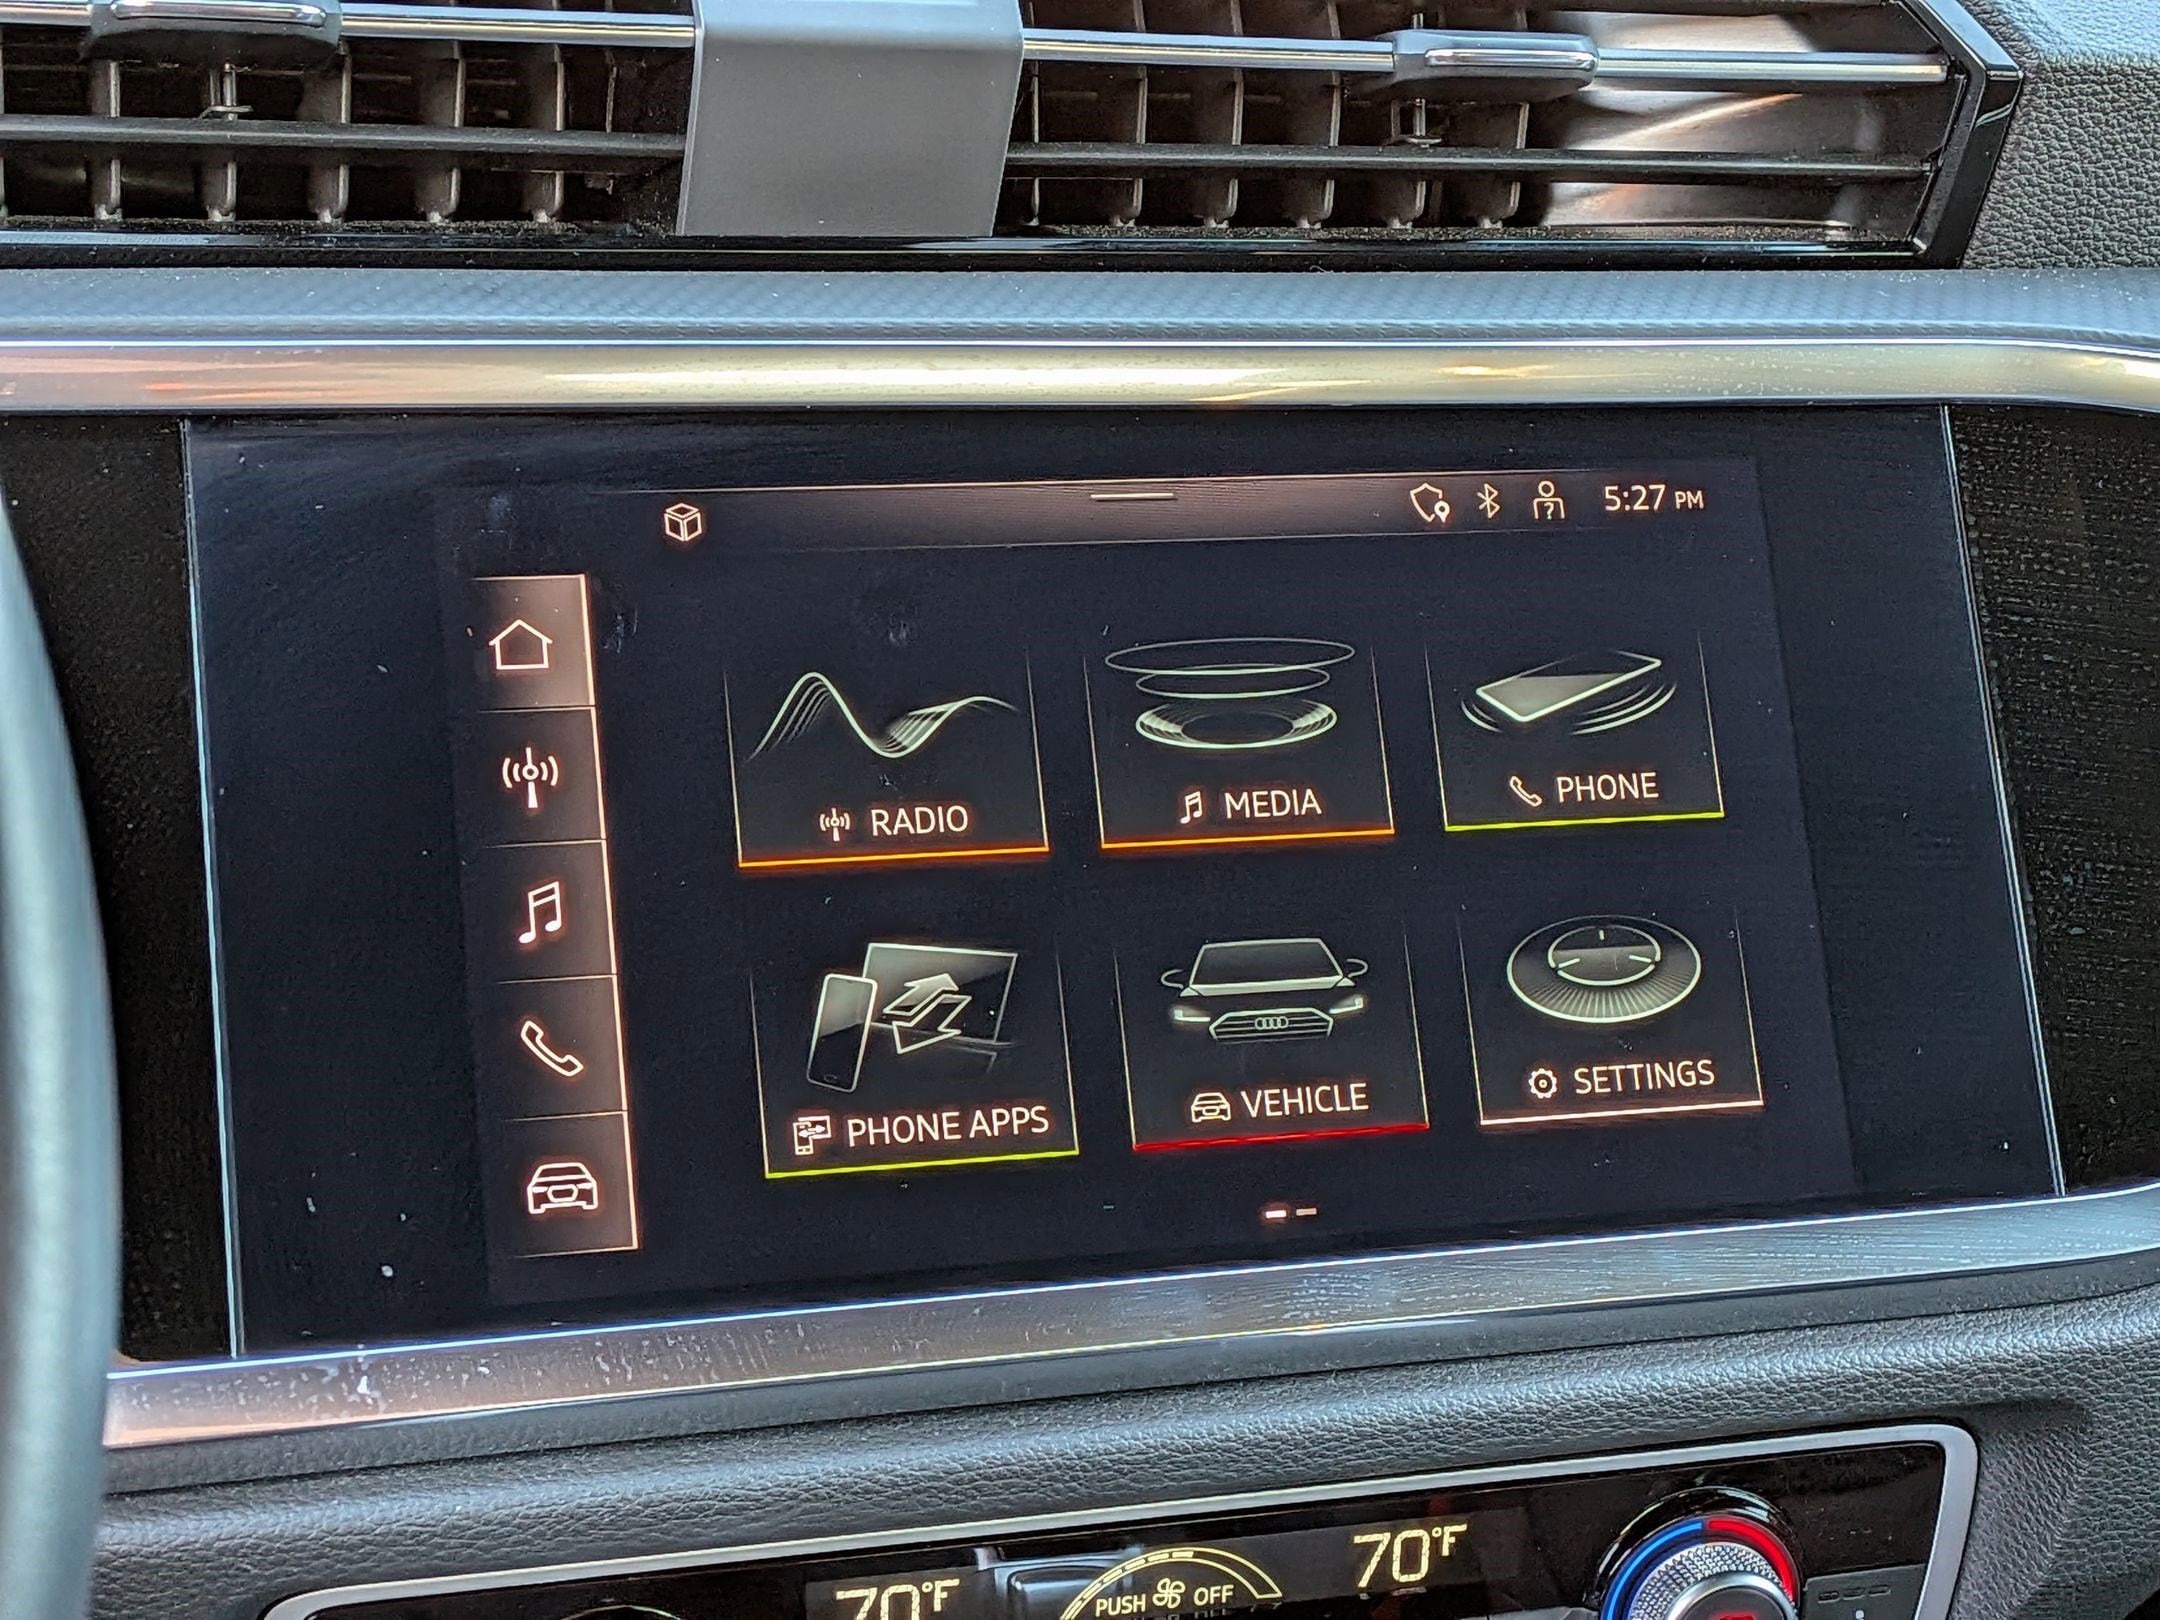 5:27 PM
RADIO
MEDIA
PHONE
PHONE APPS
VEHICLE
SETTINGS
70°F
PUSH OFF
70°F